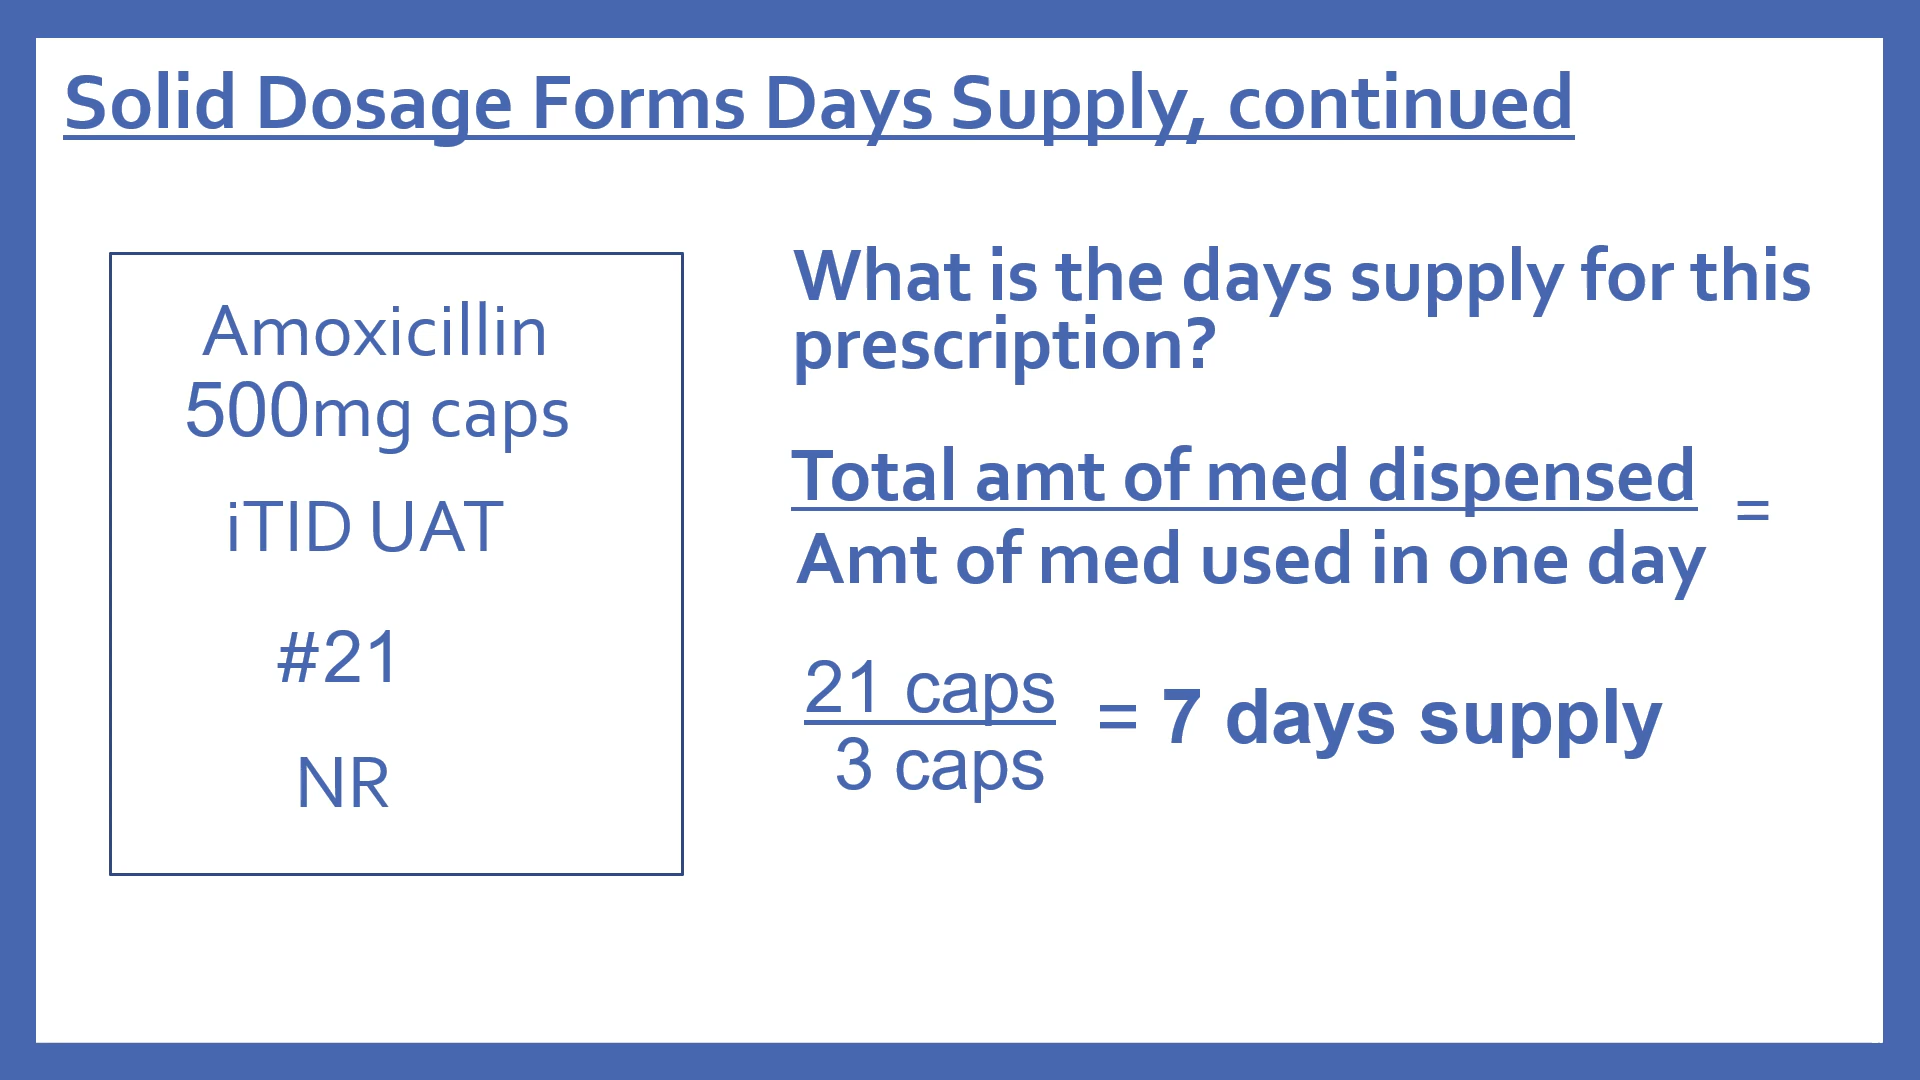 Solid Dosage Forms Days Supply, continued
Amoxicillin
500mg caps
iTID UAT
#21
NR
What is the days supply for this
prescription?
Total amt of med dispensed =
Amt of med used in one day
21 caps
3 caps
= 7 days supply